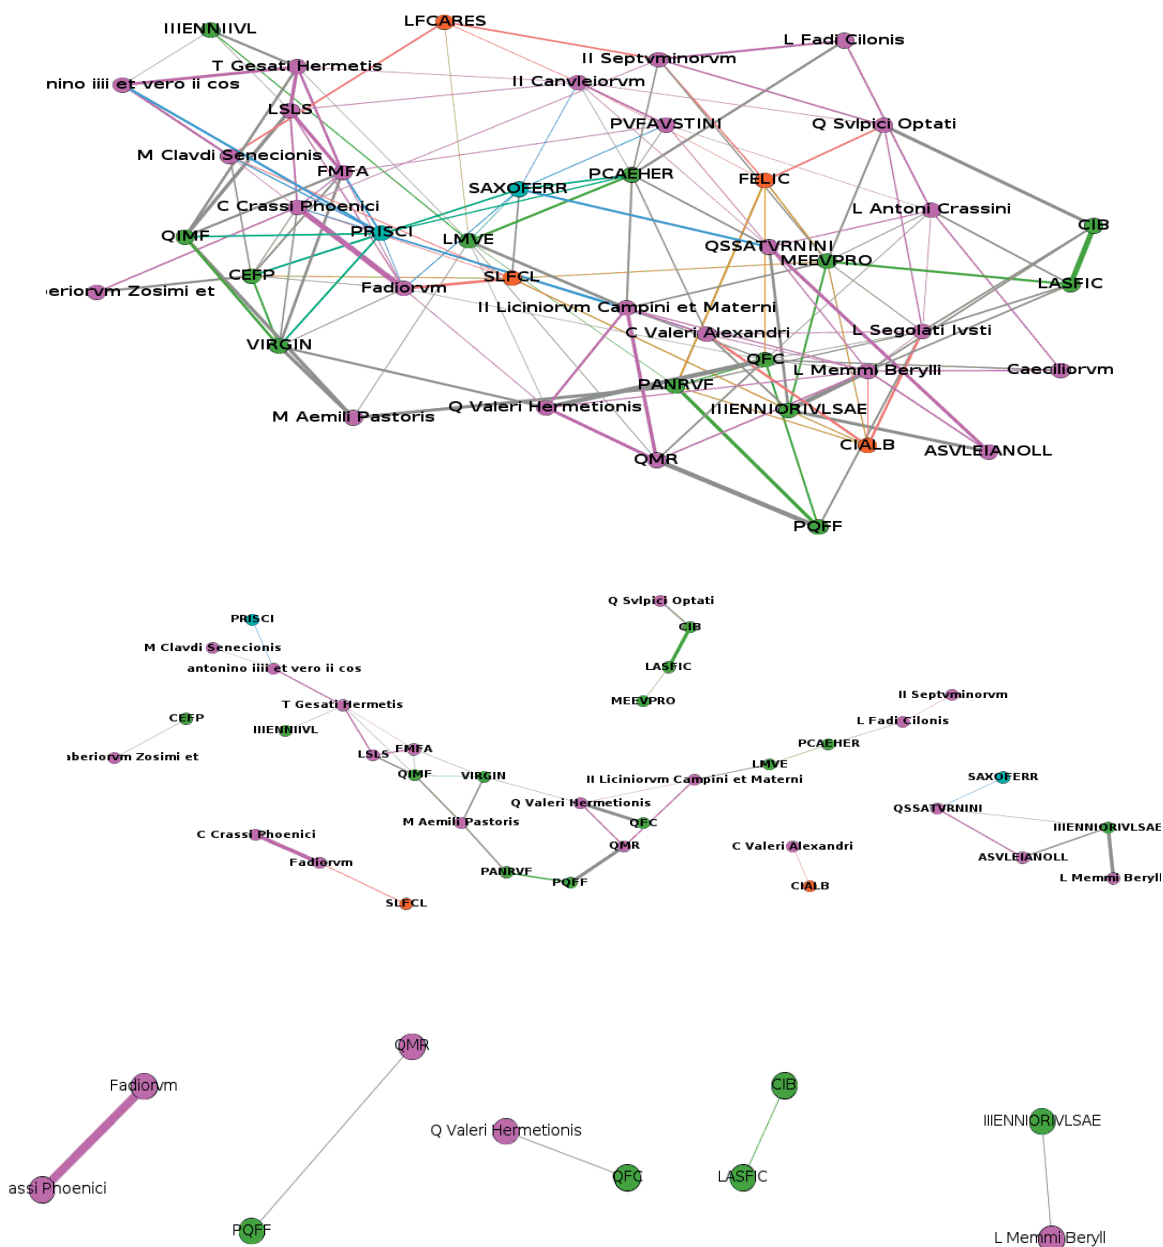 LFCARES
IIIENNIIVL
L Fadi Cilonis
II Septvminorvm
T Gesati Hermetis
II Canvleiorvm
nino iiii et vero ii cos
LSLS
PVFAVSTINI
Q Svlpici Optati
M Clavdi Senecionis
FMFA
PCAEHER
FELIC
SAXOFERR
C Crassi Phoenici
L Antoni Crassini
CIB
QIMF
PRISCI
LMVE
QSSATVRNINI
MEEVPRO
CEFP
SLFCL
LASFIC
Fadiorvm
beriorvm Zosimi et
II Liciniorvm Campini et Materni
C Valeri Alexandri
L Segolati Ivsti
VIRGIN
QFC
L Memmi Berylli
Caeciliorvm
PANRVF
Q Valeri Hermetionis
IIIENNIORIVLSAE
M Aemili Pastoris
CIALB
ASVLEIANOLL
QMR
PQFF
Q Svlpici Optati
PRISCI
CIB
M Clavdi Senecionis
antonino iiii et vero ii cos
LASFIC
II Septvminorvm
MEEVPRO
T Gesati Hermetis
CEFP
L Fadi Cilonis
IIIENNIIVL
PCAEHER
FMFA
LSLS
aberiorvm Zosimi et
LMVE
QIMF
VIRGIN
II Liciniorvm Campini et Materni
SAXOFERR
Q Valeri Hermetionis
QSSATVRNINI
M Aemili Pastoris
QFC
IIIENNIORIVLSAE
C Crassi Phoenici
QMR
C Valeri Alexandri
Fadiorvm
ASVLEIANOLL
PANRVF
PQFF
CIALB
L Memmi Beryll
SLFCL
QMR
Fadiorvm
CIB
IIIENNIORIVLSAE
Q Valeri Hermetionis
QFC
LASFIC
assi Phoenici
PQFF
L Memmi Beryll